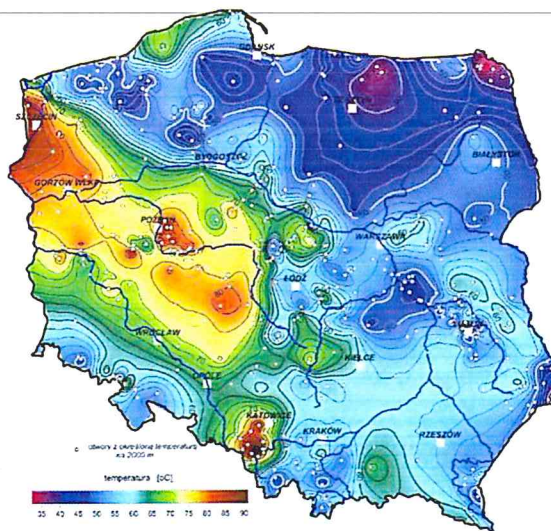 GDAŃSK
SZCZECIN
BIAŁYSTOK
BYDGOSZCZ
GORZÓW WLKP.
POZNAŃ
WARSZAWA
ŁÓDŹ
WROCŁAW
KIELCE
OPOLE
KATOWICE
KRAKÓW
RZESZÓW
otwory z określoną temperaturą
na 2000 m
temperatura [oC]
35 40 45 50 55 60 65 70 75 80 85 90